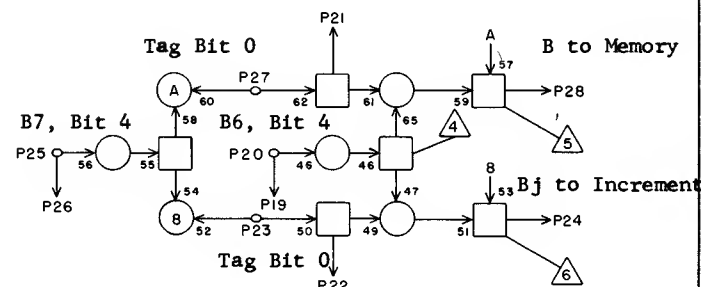 P21
Tag Bit 0
A
B to Memory
57
A
60
P27
62
61
59
P28
58
65
B7, Bit 4
B6, Bit 4
4
5
P25
56
55
P20
46
46
P26
54
P19
47
8
53
Bj to Increment
8
52
P23
50
49
51
P24
Tag Bit 0
6
P22